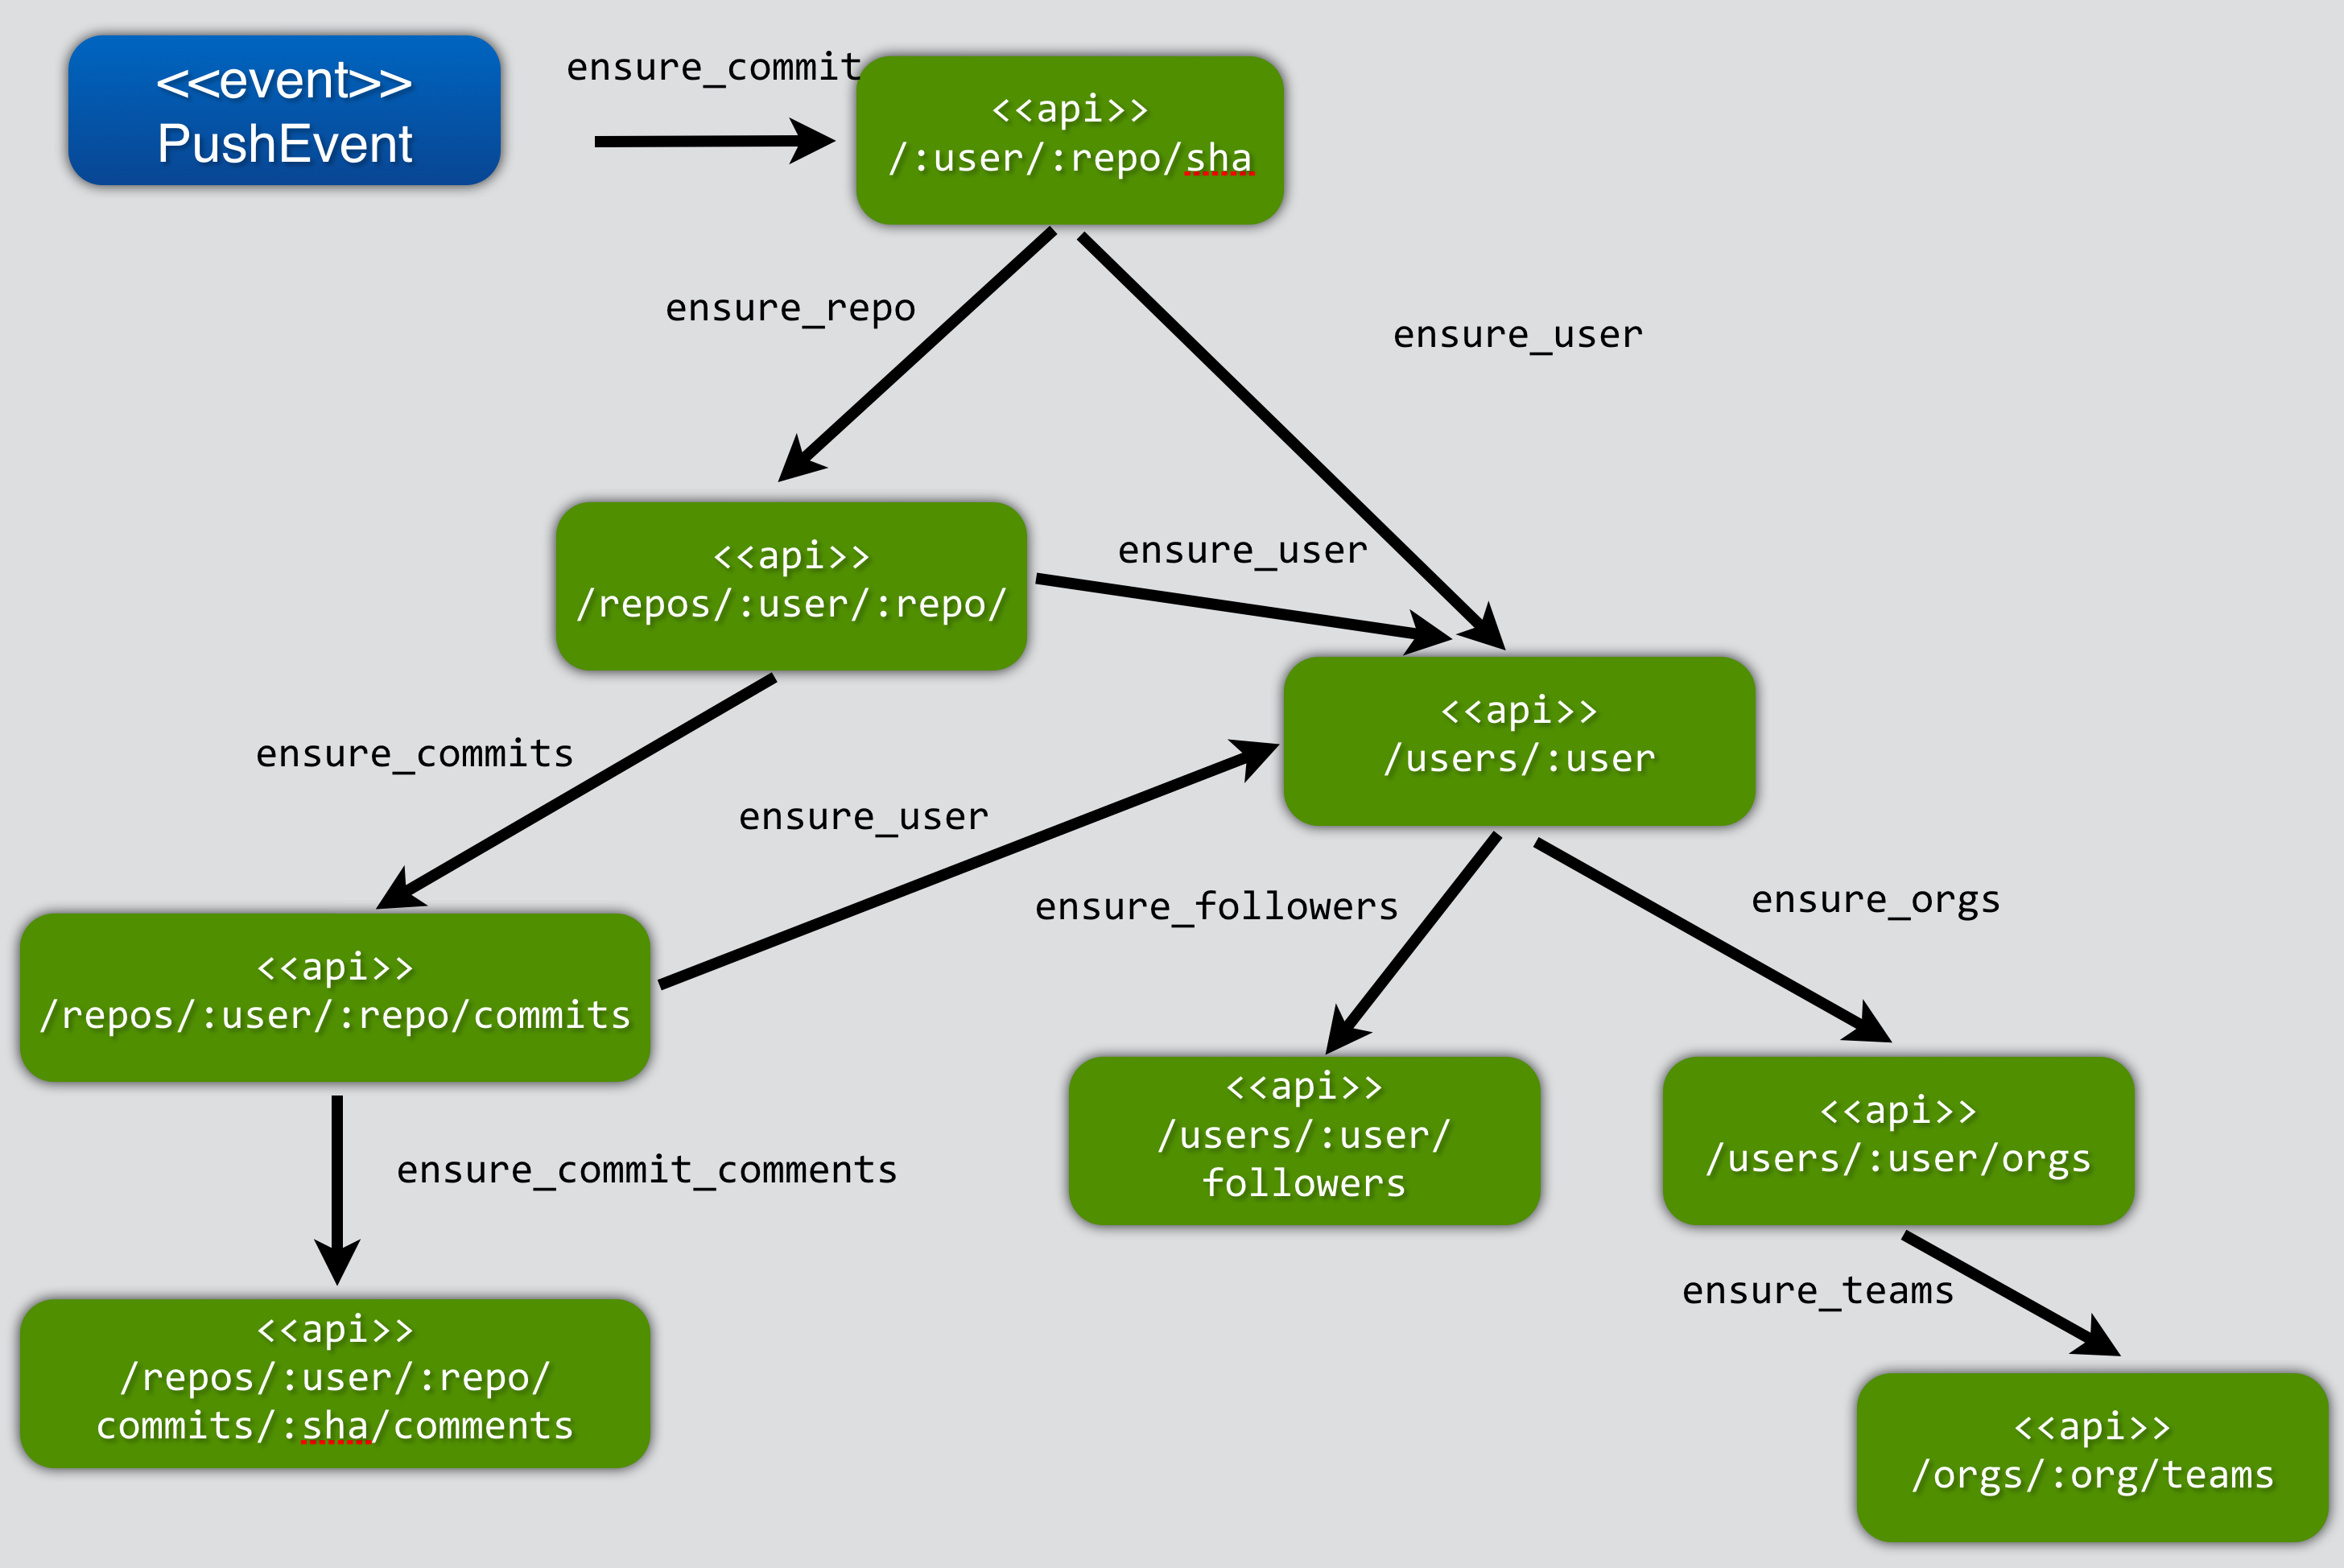 <<event>>
PushEvent
ensure_commit
<<api>>
/:user/:repo/sha
ensure_repo
ensure_user
<<api>>
/repos/:user/:repo/
ensure_user
<<api>>
/users/:user
ensure_commits
ensure_user
ensure_followers
ensure_orgs
<<api>>
/repos/:user/:repo/commits
<<api>>
/users/:user/
followers
<<api>>
/users/:user/orgs
ensure_commit_comments
ensure_teams
<<api>>
/repos/:user/:repo/
commits/:sha/comments
<<api>>
/orgs/:org/teams